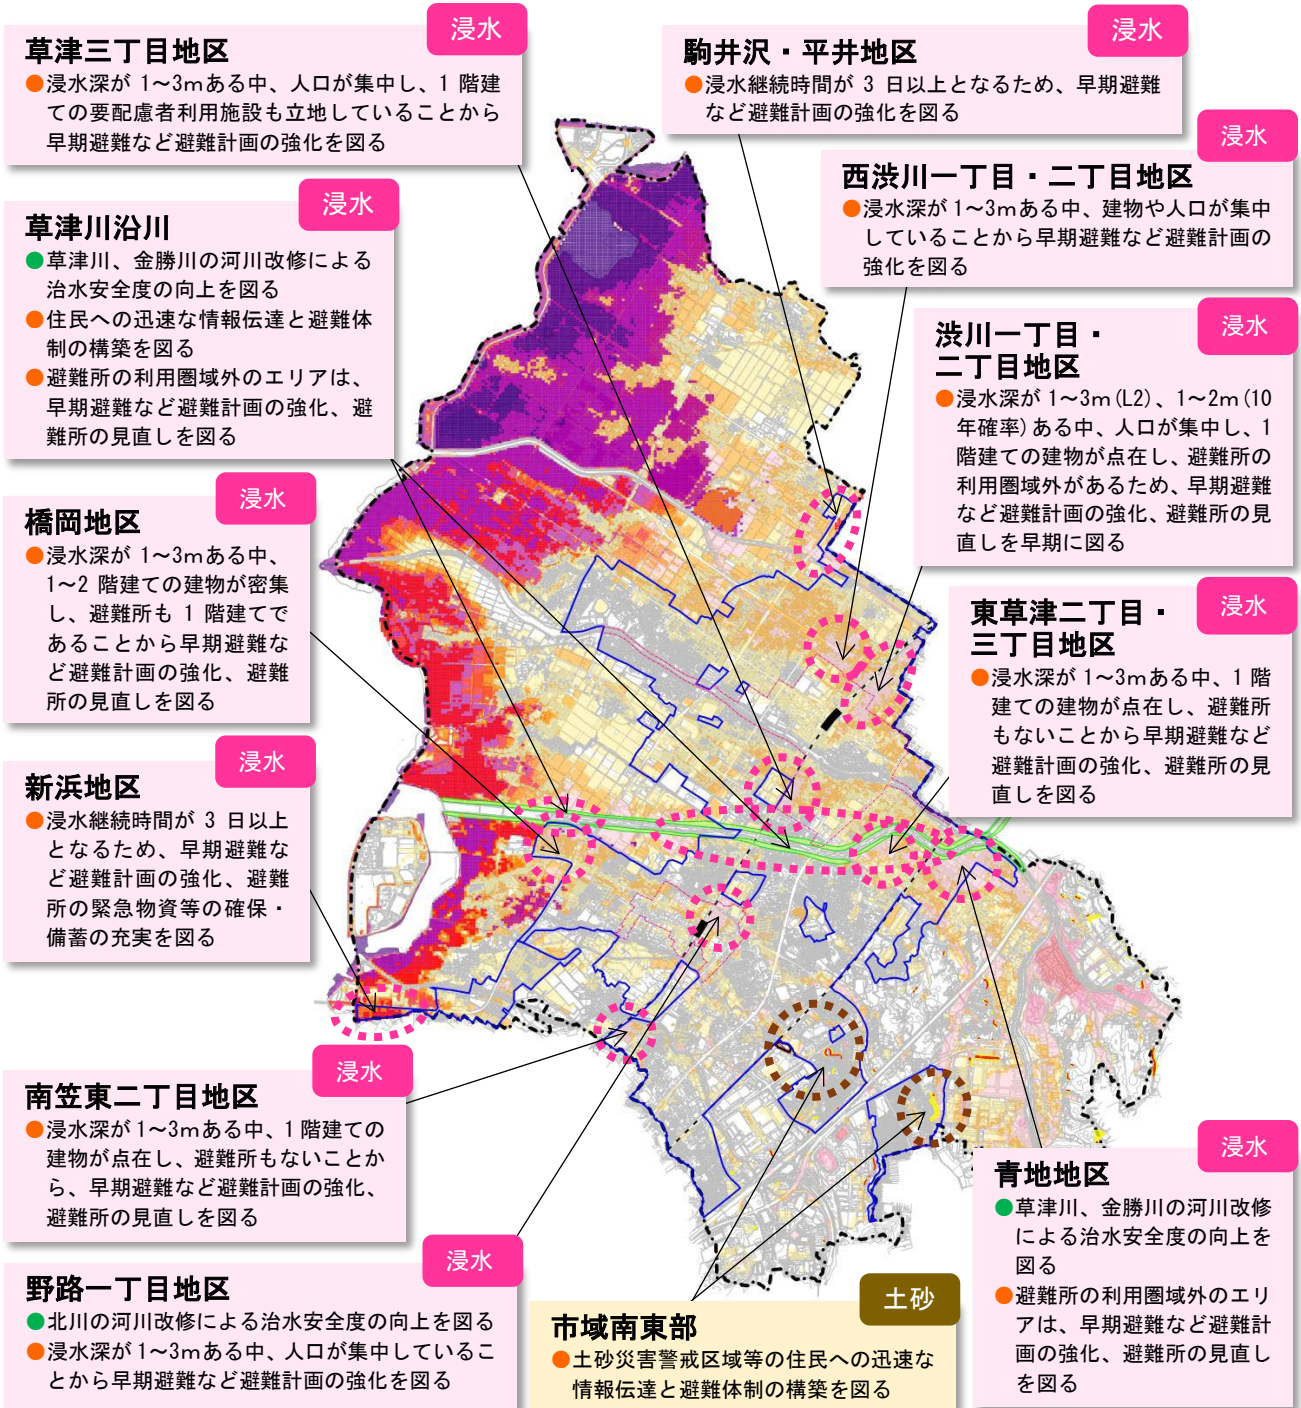 浸水
草津三丁目地区
●浸水深が 1～3mある中、人口が集中し、1 階建
ての要配慮者利用施設も立地していることから
早期避難など避難計画の強化を図る
浸水
草津川沿川
●草津川、金勝川の河川改修による
治水安全度の向上を図る
●住民への迅速な情報伝達と避難体
制の構築を図る
●避難所の利用圏域外のエリアは、
早期避難など避難計画の強化、避
難所の見直しを図る
浸水
橋岡地区
●浸水深が 1～3mある中、
1～2 階建ての建物が密集
し、避難所も 1 階建てで
あることから早期避難な
ど避難計画の強化、避難
所の見直しを図る
浸水
新浜地区
●浸水継続時間が 3 日以上
となるため、早期避難な
ど避難計画の強化、避難
所の緊急物資等の確保・
備蓄の充実を図る
浸水
南笠東二丁目地区
●浸水深が 1～3mある中、1 階建ての
建物が点在し、避難所もないことか
ら、早期避難など避難計画の強化、
避難所の見直しを図る
浸水
野路一丁目地区
●北川の河川改修による治水安全度の向上を図る
●浸水深が 1～3mある中、人口が集中しているこ
とから早期避難など避難計画の強化を図る
浸水
駒井沢・平井地区
●浸水継続時間が 3 日以上となるため、早期避難
など避難計画の強化を図る
浸水
西渋川一丁目・二丁目地区
●浸水深が 1～3mある中、建物や人口が集中
していることから早期避難など避難計画の
強化を図る
浸水
渋川一丁目・
二丁目地区
●浸水深が 1～3m(L2)、1～2m(10
年確率)ある中、人口が集中し、1
階建ての建物が点在し、避難所の
利用圏域外があるため、早期避難
など避難計画の強化、避難所の見
直しを早期に図る
浸水
東草津二丁目・
三丁目地区
●浸水深が 1～3mある中、1 階
建ての建物が点在し、避難所
もないことから早期避難など
避難計画の強化、避難所の見
直しを図る
浸水
青地地区
●草津川、金勝川の河川改修
による治水安全度の向上を
図る
●避難所の利用圏域外のエリ
アは、早期避難など避難計
画の強化、避難所の見直し
を図る
土砂
市域南東部
●土砂災害警戒区域等の住民への迅速な
情報伝達と避難体制の構築を図る